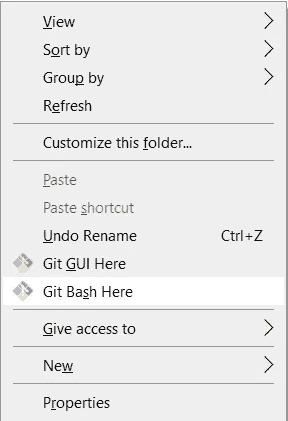 View
Sort by
Group by
Refresh
Customize this folder...
Paste
Paste shortcut
Undo Rename Ctrl+Z
Git GUI Here
Git Bash Here
Give access to
New
Properties